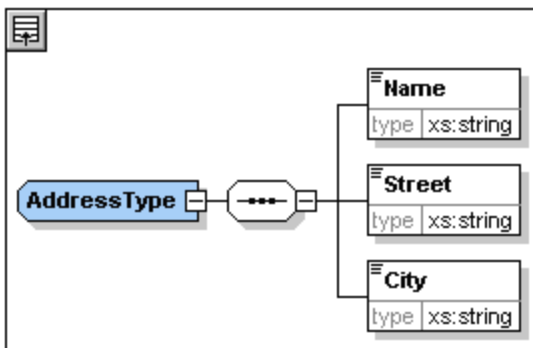 Name
type xs:string
AddressType
Street
type xs:string
City
type xs:string